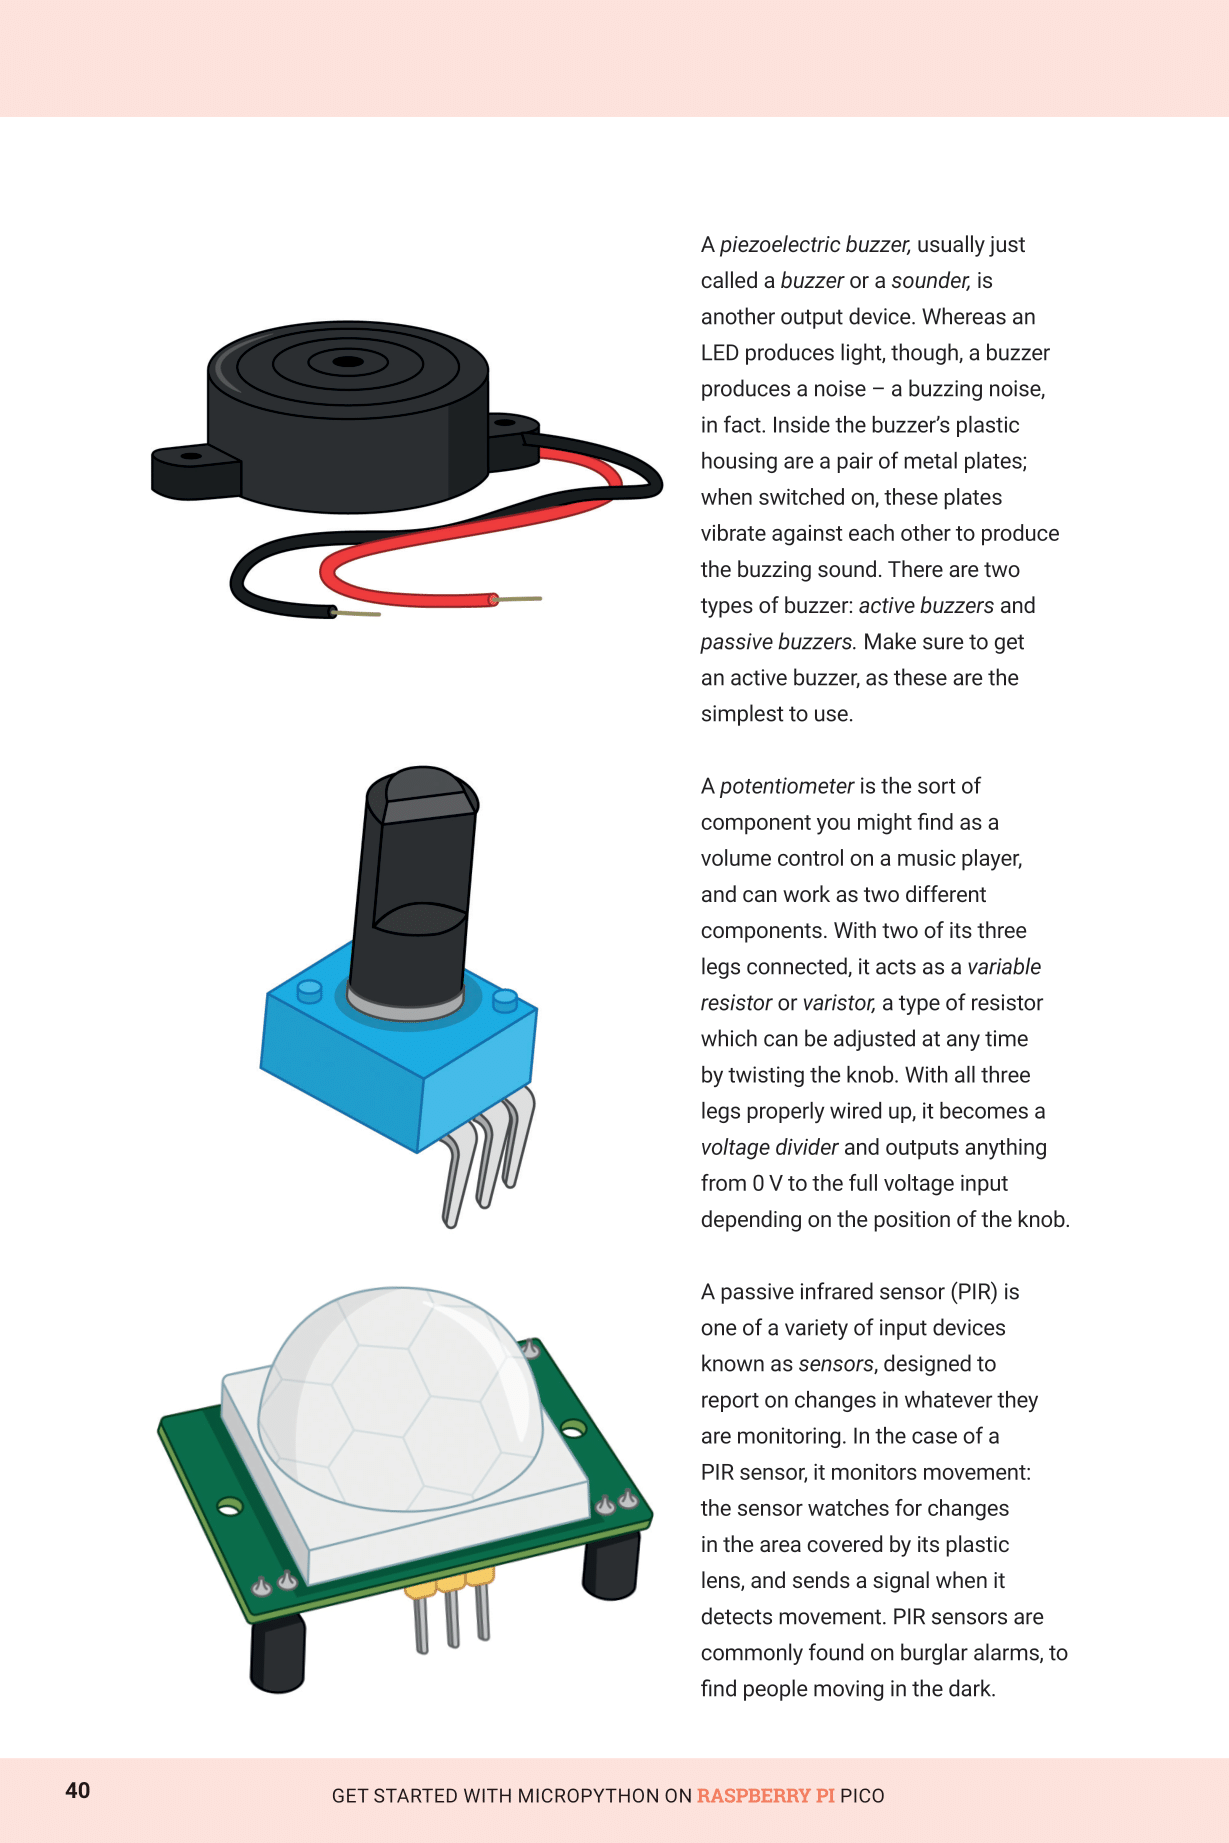 A piezoelectric buzzer, usually just
called a buzzer or a sounder, is
another output device. Whereas an
LED produces light, though, a buzzer
produces a noise – a buzzing noise,
in fact. Inside the buzzer’s plastic
housing are a pair of metal plates;
when switched on, these plates
vibrate against each other to produce
the buzzing sound. There are two
types of buzzer: active buzzers and
passive buzzers. Make sure to get
an active buzzer, as these are the
simplest to use.
A potentiometer is the sort of
component you might find as a
volume control on a music player,
and can work as two different
components. With two of its three
legs connected, it acts as a variable
resistor or varistor, a type of resistor
which can be adjusted at any time
by twisting the knob. With all three
legs properly wired up, it becomes a
voltage divider and outputs anything
from 0 V to the full voltage input
depending on the position of the knob.
A passive infrared sensor (PIR) is
one of a variety of input devices
known as sensors, designed to
report on changes in whatever they
are monitoring. In the case of a
PIR sensor, it monitors movement:
the sensor watches for changes
in the area covered by its plastic
lens, and sends a signal when it
detects movement. PIR sensors are
commonly found on burglar alarms, to
find people moving in the dark.
40
GET STARTED WITH MICROPYTHON ON RASPBERRY PI PICO